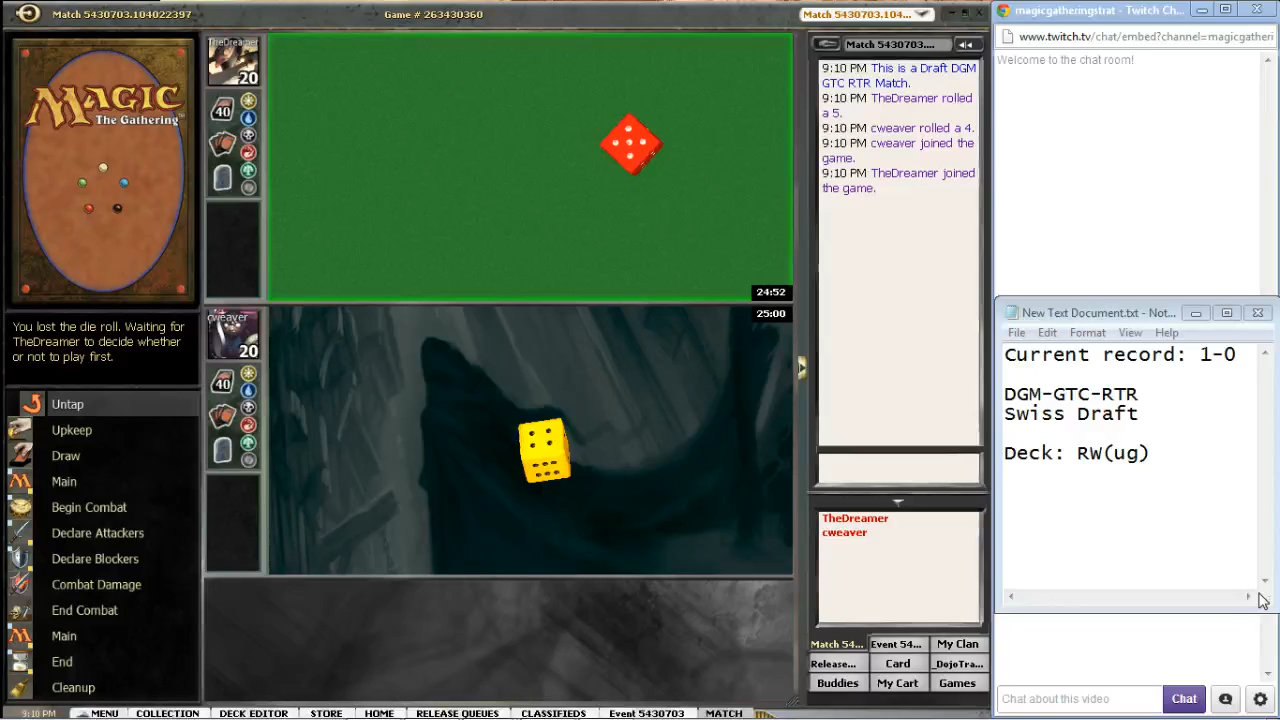 Match 5430703.104192397
Game # 263430360
Match 5430703.104...
magicgatheringstrat - Twitch Ch...
www.twitch.tv/chat/embed?channel=magicgatheri
Welcome to the chat room!
MAGIC
The Gathering
TheDreamer
20
40
24:52
Match 5430703....
9:10 PM This is a Draft DGM
GTC RTR Match.
9:10 PM TheDreamer rolled
a 5.
9:10 PM cweaver rolled a 4.
9:10 PM cweaver joined the
game.
9:10 PM TheDreamer joined
the game.
You lost the die roll. Waiting for
TheDreamer to decide whether
or not to play first.
cweaver
20
40
25:00
Untap
Upkeep
Draw
Main
Begin Combat
Declare Attackers
Declare Blockers
Combat Damage
End Combat
Main
End
Cleanup
TheDreamer
cweaver
Match 54...
Event 54...
My Clan
Release...
Card
_DojoTra...
Buddies
My Cart
Games
New Text Document.txt - Not...
File Edit Format View Help
Current record: 1-0
DGM-GTC-RTR
Swiss Draft
Deck: RW(ug)
Chat about this video
Chat
9:10 PM
MENU
COLLECTION
DECK EDITOR
STORE
HOME
RELEASE QUEUES
CLASSIFIEDS
Event 5430703
MATCH